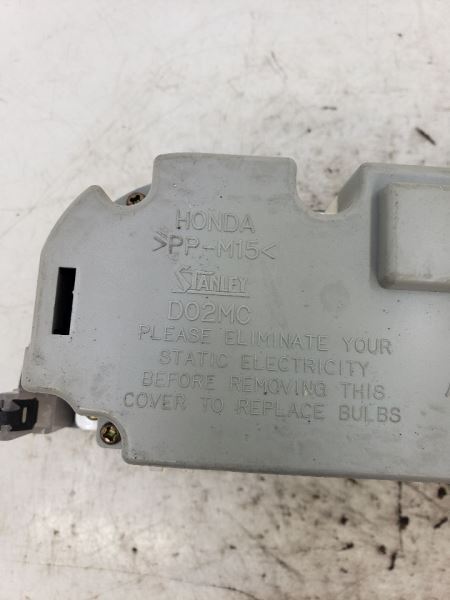 HONDA
>PP-M15<
STANLEY
D02MC
PLEASE ELIMINATE YOUR
STATIC ELECTRICITY
BEFORE REMOVING THIS
COVER TO REPLACE BULBS